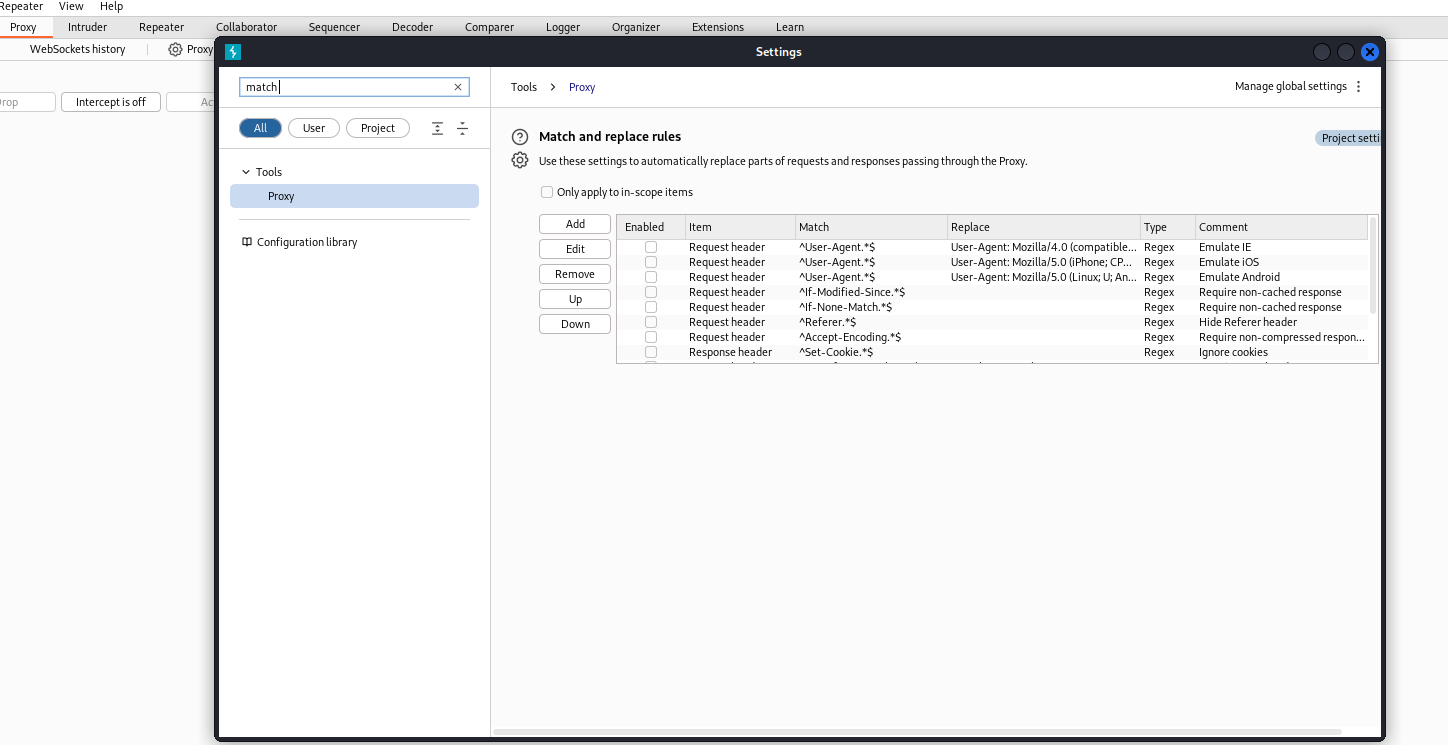 Repeater View Help
Proxy Intruder Repeater Collaborator Sequencer Decoder Comparer Logger Organizer Extensions Learn
WebSockets history Proxy
Settings
match
Tools > Proxy
Manage global settings
Intercept is off
All User Project
Match and replace rules
Project setti
Use these settings to automatically replace parts of requests and responses passing through the Proxy.
Tools
Only apply to in-scope items
Proxy
Configuration library
Add
Edit
Remove
Up
Down
Enabled Item Match Replace Type Comment
Request header ^User-Agent.*$ User-Agent: Mozilla/4.0 (compatible... Regex Emulate IE
Request header ^User-Agent.*$ User-Agent: Mozilla/5.0 (iPhone; CP... Regex Emulate iOS
Request header ^User-Agent.*$ User-Agent: Mozilla/5.0 (Linux; U; An... Regex Emulate Android
Request header ^If-Modified-Since.*$ Regex Require non-cached response
Request header ^If-None-Match.*$ Regex Require non-cached response
Request header ^Referer.*$ Regex Hide Referer header
Request header ^Accept-Encoding.*$ Regex Require non-compressed respon...
Response header ^Set-Cookie.*$ Regex Ignore cookies